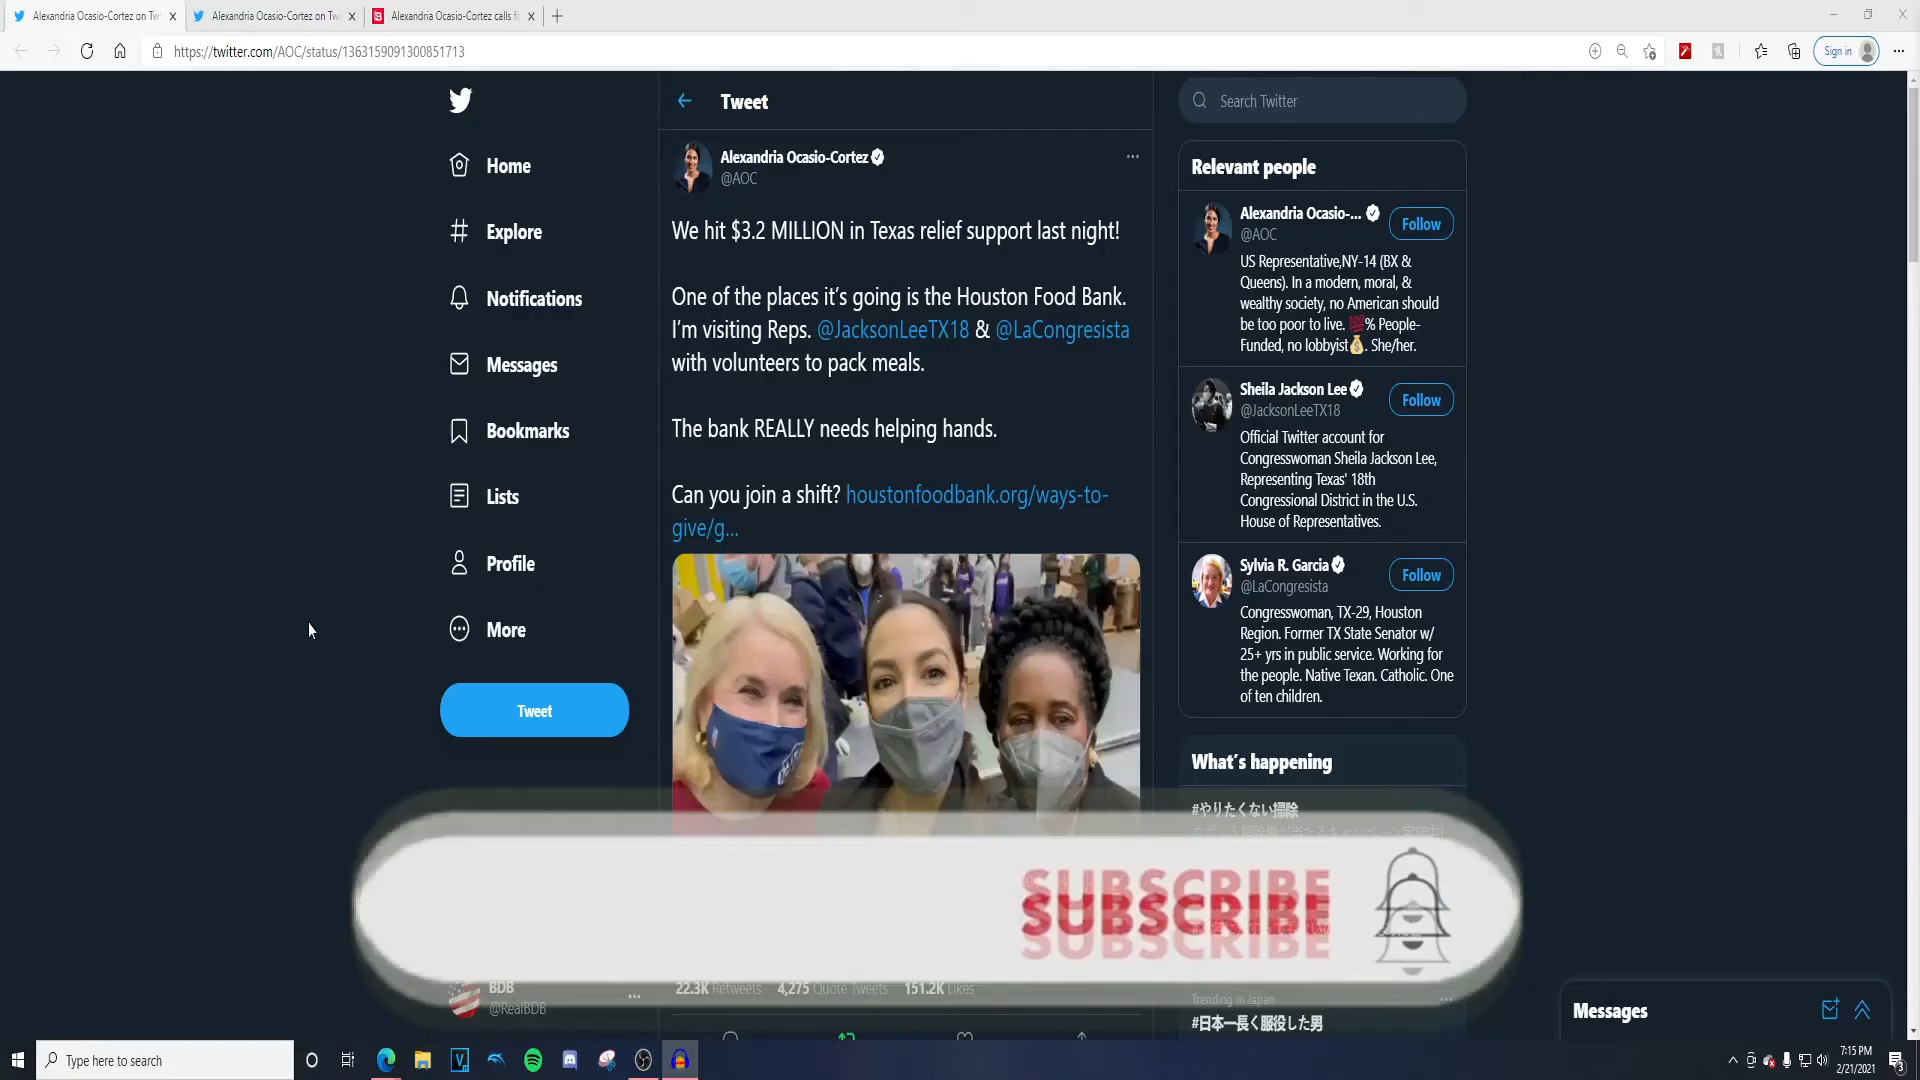 Alexandria Ocasio-Cortez on Tw
Alexandria Ocasio-Cortez on Tw
Alexandria Ocasio-Cortez calls f
https://twitter.com/AOC/status/1363159091300851713
Sign in
Home
Explore
Notifications
Messages
Bookmarks
Lists
Profile
More
Tweet
BDB
@RealBDB
Tweet
Alexandria Ocasio-Cortez
@AOC
We hit $3.2 MILLION in Texas relief support last night!
One of the places it's going is the Houston Food Bank.
I'm visiting Reps. @JacksonLeeTX18 & @LaCongresista
with volunteers to pack meals.
The bank REALLY needs helping hands.
Can you join a shift? houstonfoodbank.org/ways-to-
give/g...
22.3K Retweets 4,275 Quote Tweets 151.2K Likes
Search Twitter
Relevant people
Alexandria Ocasio-...
@AOC
Follow
US Representative,NY-14 (BX &
Queens). In a modern, moral, &
wealthy society, no American should
be too poor to live. 💯% People-
Funded, no lobbyist💰. She/her.
Sheila Jackson Lee
@JacksonLeeTX18
Follow
Official Twitter account for
Congresswoman Sheila Jackson Lee,
Representing Texas' 18th
Congressional District in the U.S.
House of Representatives.
Sylvia R. Garcia
@LaCongresista
Follow
Congresswoman, TX-29, Houston
Region. Former TX State Senator w/
25+ yrs in public service. Working for
the people. Native Texan. Catholic. One
of ten children.
What's happening
#やりたくない掃除
SUBSCRIBE
Trending in Japan
#日本一長く服役した男
Messages
Type here to search
7:15 PM
2/21/2021
3